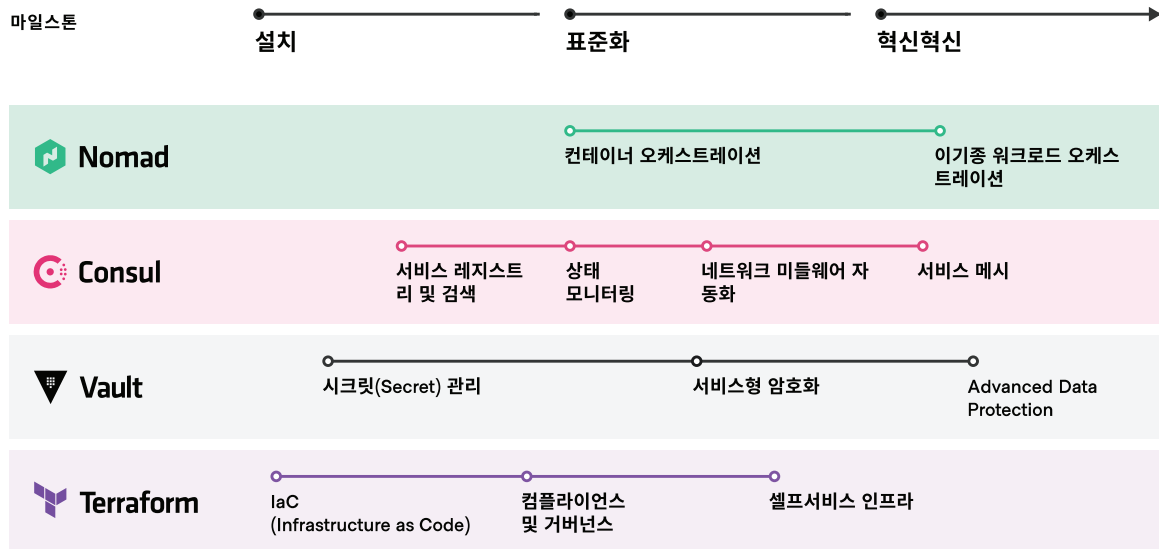 마일스톤
설치
표준화
혁신혁신
Nomad
컨테이너 오케스트레이션
이기종 워크로드 오케스
트레이션
Consul
서비스 레지스트
리 및 검색
상태
모니터링
네트워크 미들웨어 자
동화
서비스 메시
Vault
시크릿(Secret) 관리
서비스형 암호화
Advanced Data
Protection
Terraform
IaC
(Infrastructure as Code)
컴플라이언스
및 거버넌스
셀프서비스 인프라